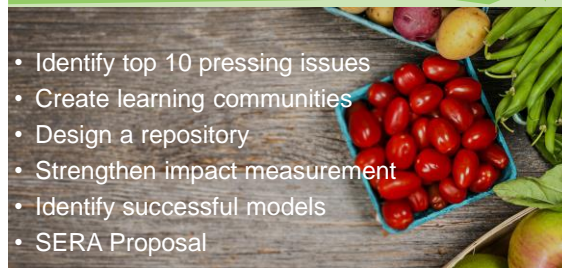 • Identify top 10 pressing issues
• Create learning communities
• Design a repository
• Strengthen impact measurement
• Identify successful models
• SERA Proposal